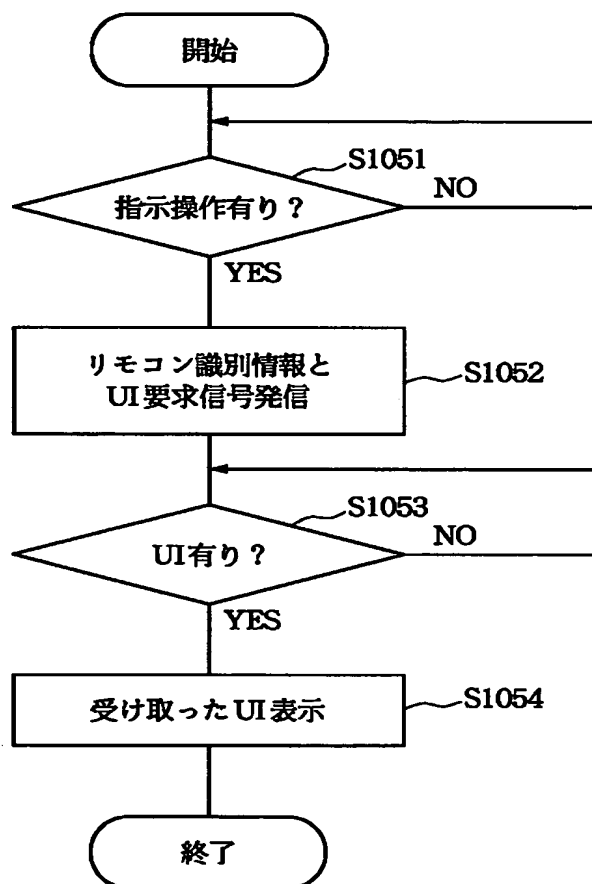 開始
S1051
指示操作有り？
NO
YES
リモコン識別情報と
UI要求信号発信
S1052
S1053
UI有り？
NO
YES
受け取ったUI表示
S1054
終了